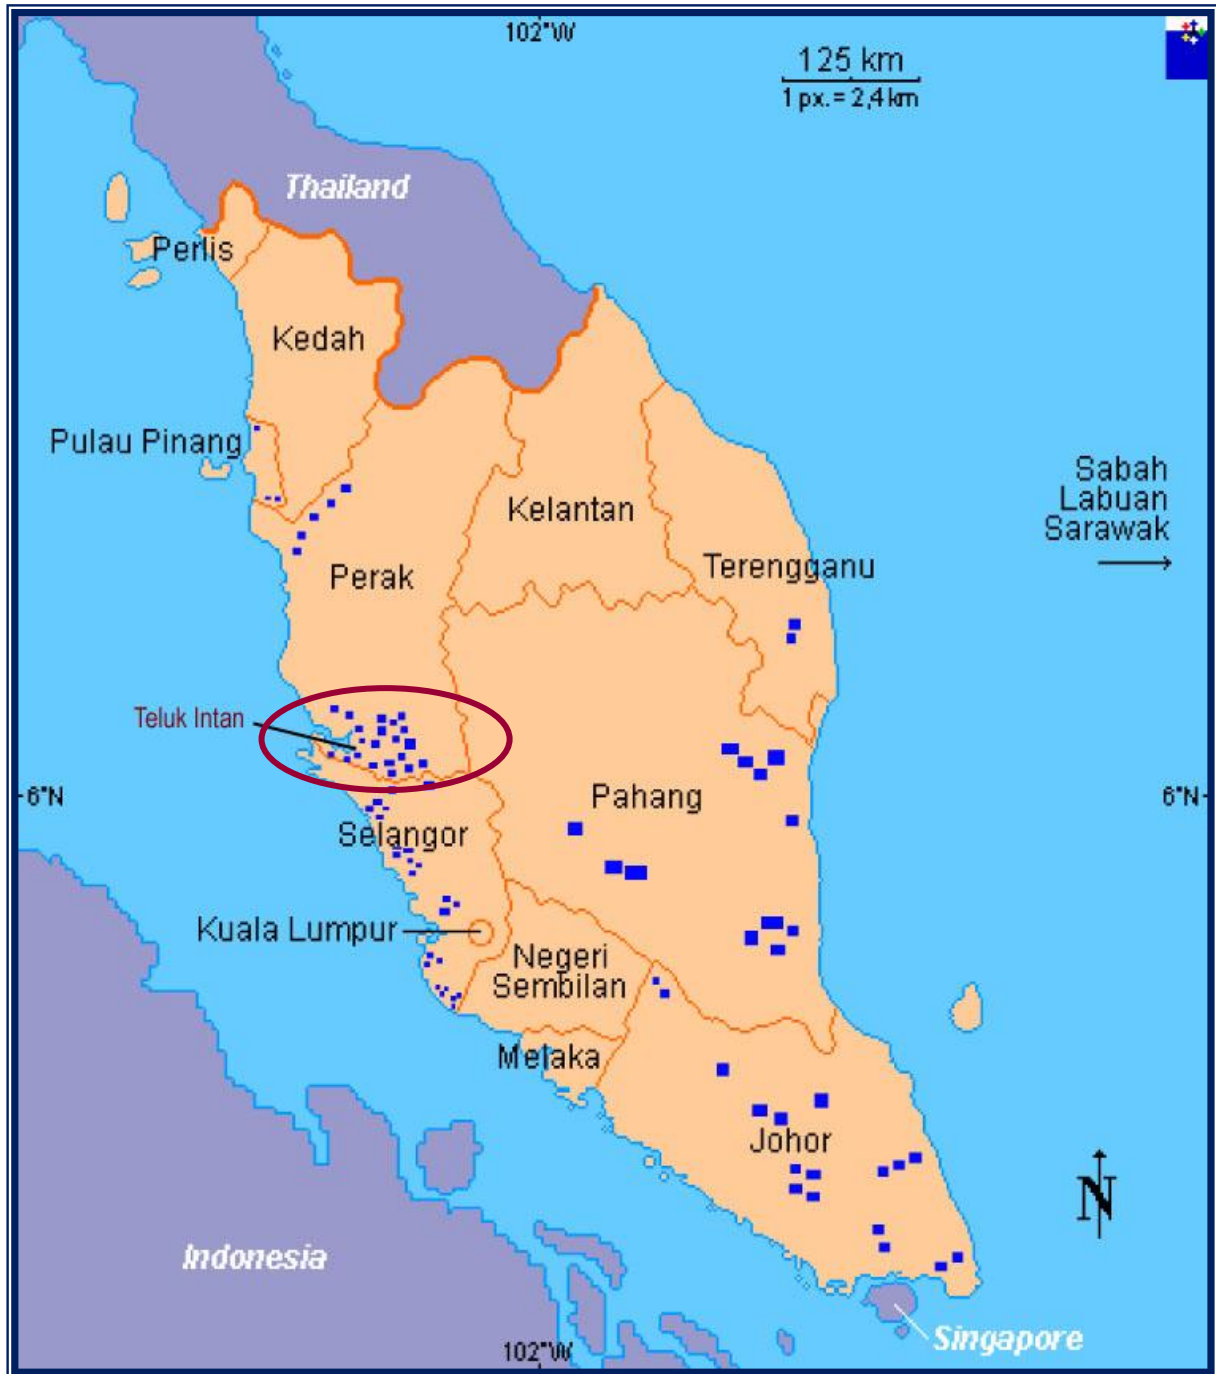 102°W
125 km
1 px. = 2,4 km
Thailand
Perlis
Kedah
Pulau Pinang
Sabah
Labuan
Sarawak
Kelantan
Terengganu
Perak
Teluk Intan
6°N
Pahang
6°N
Selangor
Kuala Lumpur
Negeri
Sembilan
Melaka
Johor
N
Indonesia
Singapore
102°W